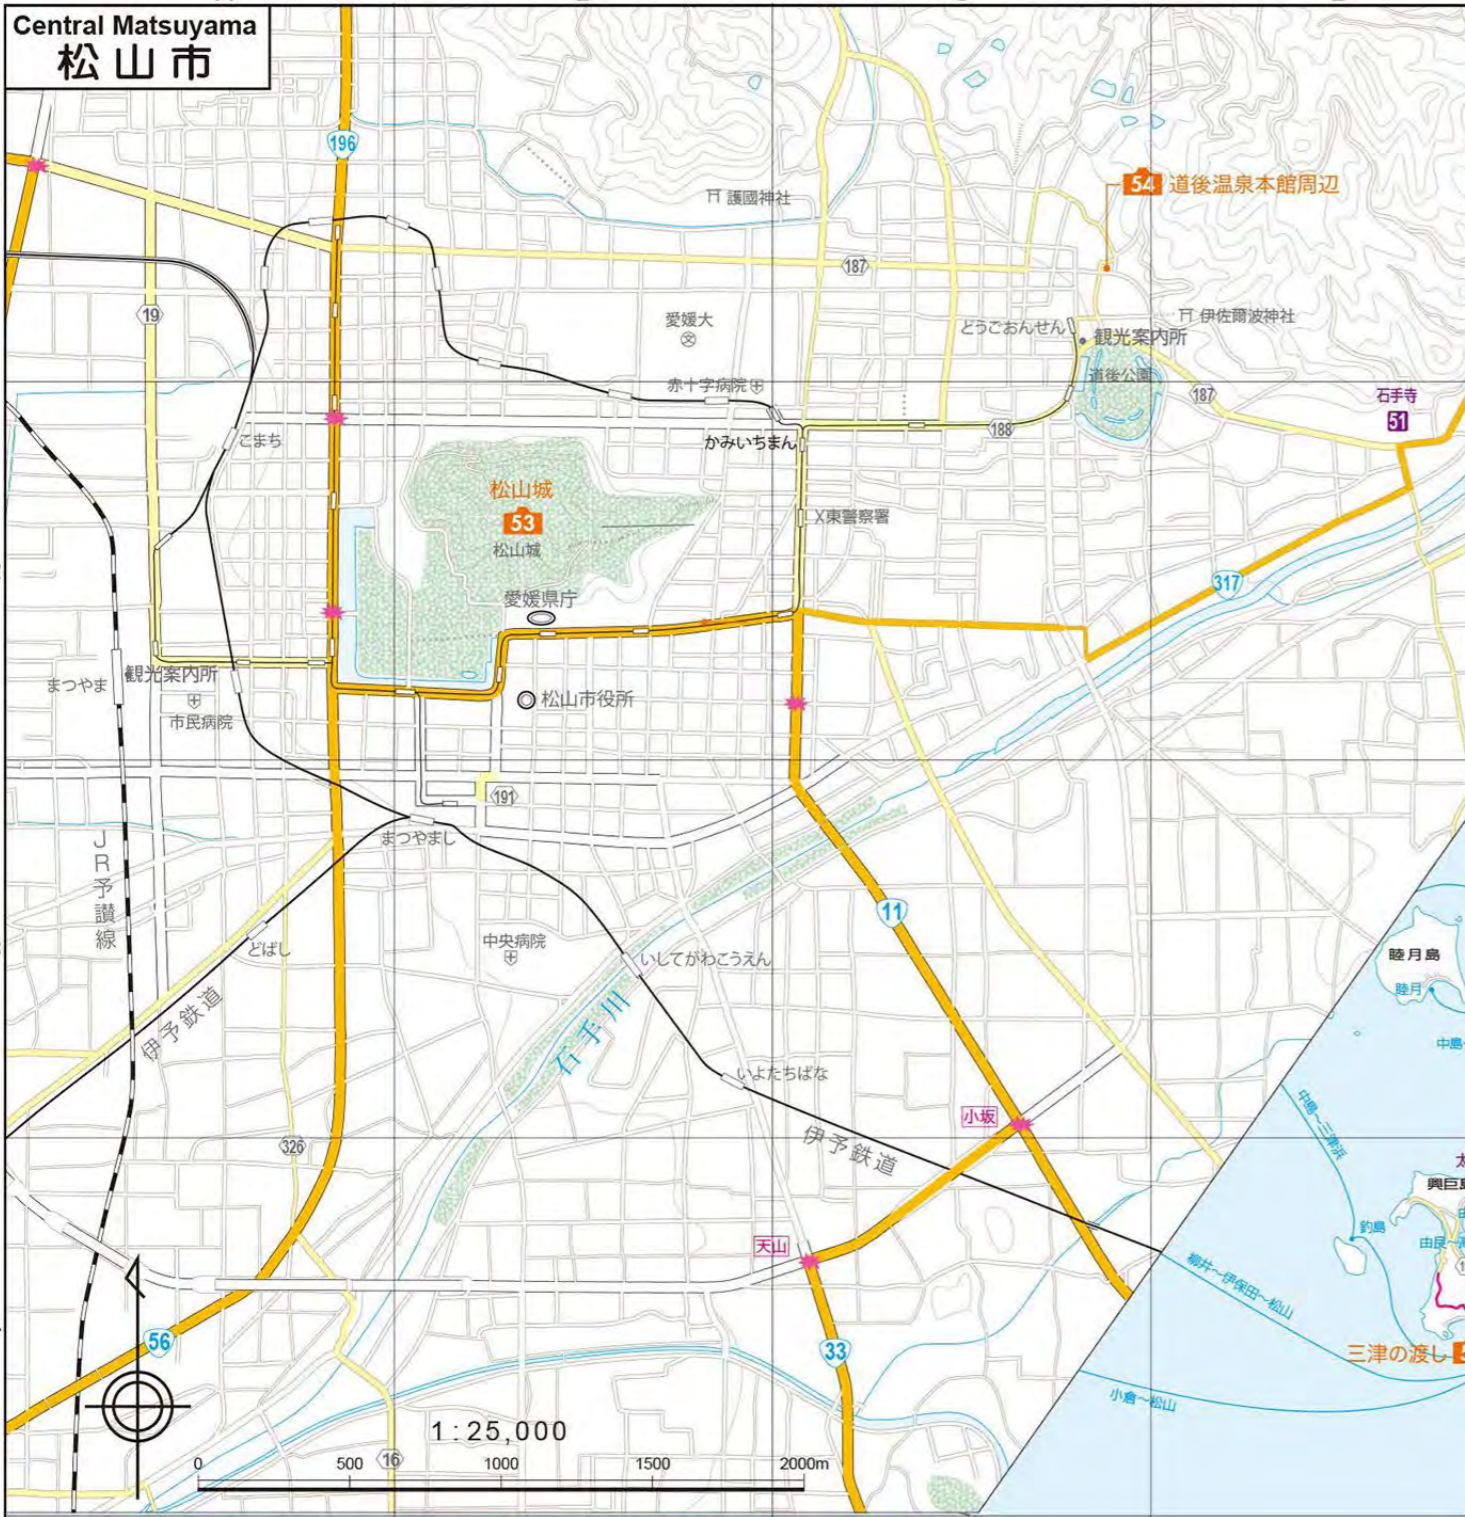 Central Matsuyama
松山市
196
54 道後温泉本館周辺
護國神社
187
19
愛媛大
文
とうごおんせん
伊佐爾波神社
観光案内所
道後公園
赤十字病院
187
石手寺
51
こまち
かみいちまん
188
松山城
53
松山城
X東警察署
愛媛県庁
317
まつやま
観光案内所
市民病院
松山市役所
191
まつやまし
JR予讃線
11
どばし
中央病院
いしてがわこうえん
睦月島
睦月
伊予鉄道
石手川
中島
いよたちばな
小坂
中島〜三津浜
326
伊予鉄道
興巨島
釣島
天山
由良〜
柳井〜伊保田〜松山
56
33
三津の渡し
小倉〜松山
1:25,000
16
0 500 1000 1500 2000m